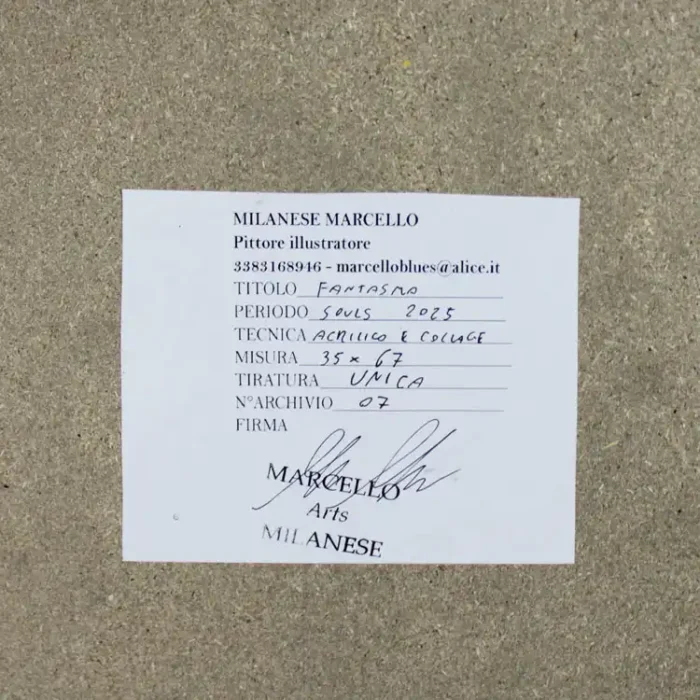 MILANESE MARCELLO
Pittore illustratore
3383168946 - marcelloblues@alice.it
TITOLO FANTASMA
PERIODO SOULS 2025
TECNICA ACRILICO E COLLAGE
MISURA 35 x 67
TIRATURA UNICA
N°ARCHIVIO 07
FIRMA
MARCELLO
Arts
MILANESE